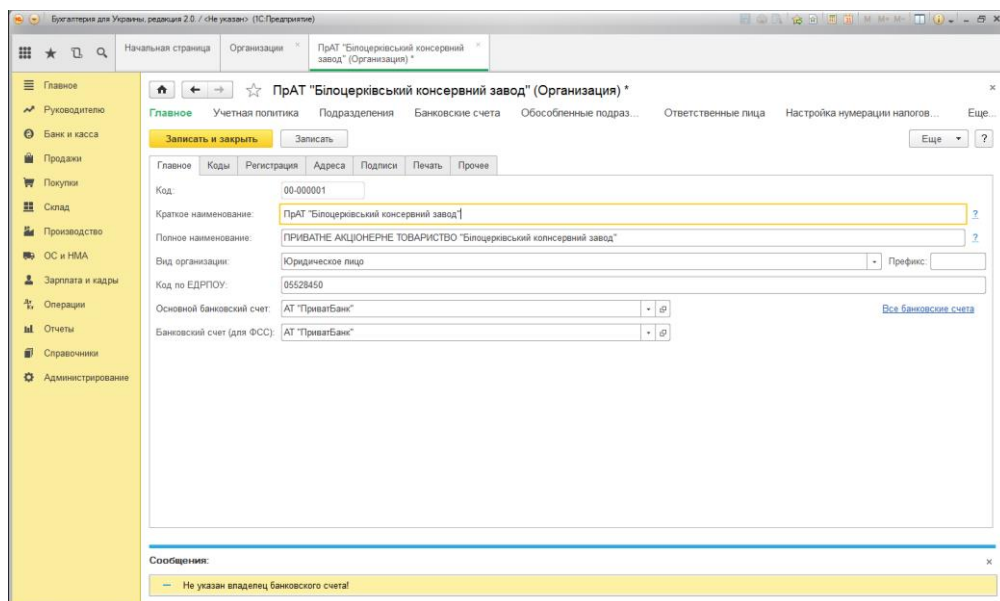 Бухгалтерия для Украины, редакция 2.0. / <Не указан> (1С:Предприятие)
M M+ M-
Начальная страница
Организации
ПрАТ "Білоцерківський консервний
завод" (Организация) *
Главное
Руководителю
Банк и касса
Продажи
Покупки
Склад
Производство
ОС и НМА
Зарплата и кадры
Операции
Отчеты
Справочники
Администрирование
ПрАТ "Білоцерківський консервний завод" (Организация) *
Главное Учетная политика Подразделения Банковские счета Обособленные подраз... Ответственные лица Настройка нумерации налогов... Еще...
Записать и закрыть Записать Еще ?
Главное Коды Регистрация Адреса Подписи Печать Прочее
Код: 00-000001
Краткое наименование: ПрАТ "Білоцерківський консервний завод" ?
Полное наименование: ПРИВАТНЕ АКЦІОНЕРНЕ ТОВАРИСТВО "Білоцерківський колнсервний завод" ?
Вид организации: Юридическое лицо Префикс:
Код по ЕДРПОУ: 05528450
Основной банковский счет: АТ "ПриватБанк" Все банковские счета
Банковский счет (для ФСС): АТ "ПриватБанк"
Сообщения:
— Не указан владелец банковского счета!